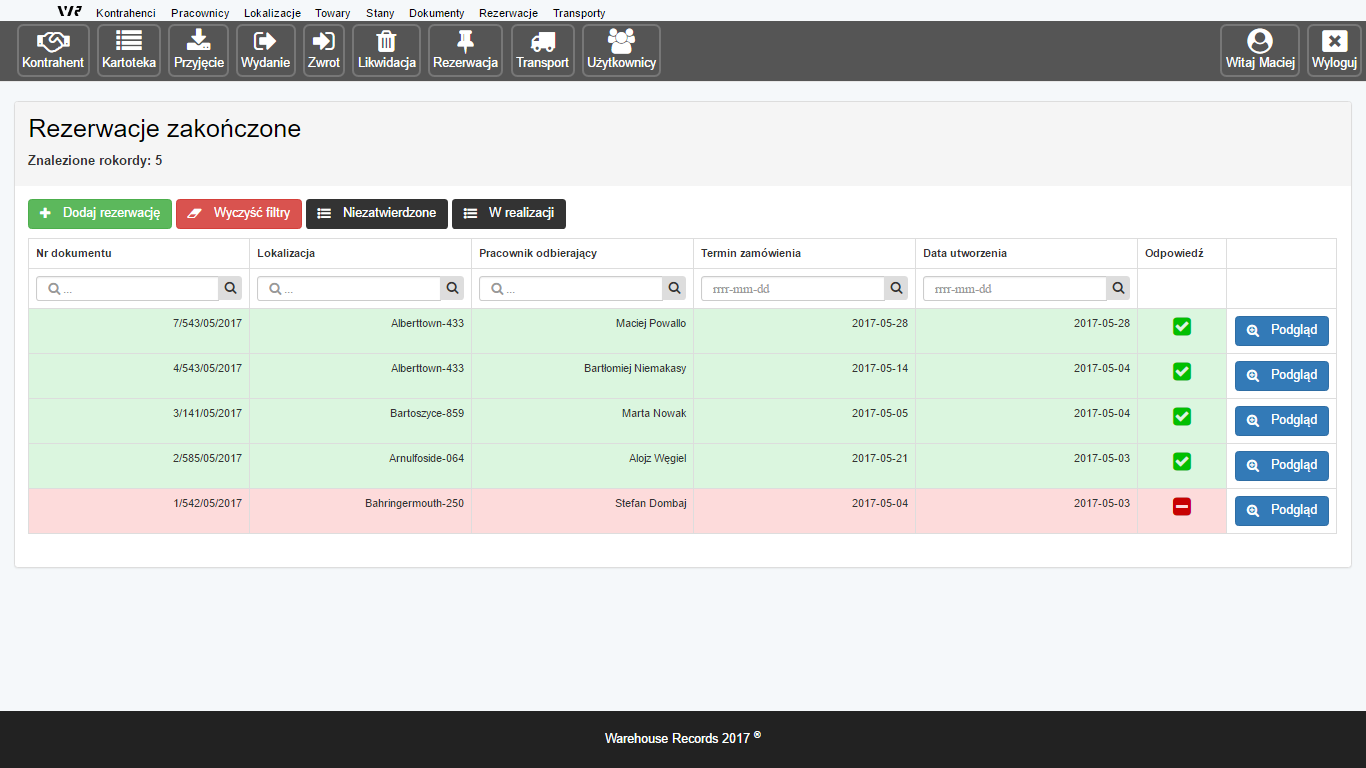 WR Kontrahenci Pracownicy Lokalizacje Towary Stany Dokumenty Rezerwacje Transporty
Kontrahent Kartoteka Przyjęcie Wydanie Zwrot Likwidacja Rezerwacja Transport Użytkownicy Witaj Maciej Wyloguj
Rezerwacje zakończone
Znalezione rokordy: 5
Dodaj rezerwację Wyczyść filtry Niezatwierdzone W realizacji
Nr dokumentu Lokalizacja Pracownik odbierający Termin zamówienia Data utworzenia Odpowiedź
... ... ... rrrr-mm-dd rrrr-mm-dd
7/543/05/2017 Alberttown-433 Maciej Powallo 2017-05-28 2017-05-28 Podgląd
4/543/05/2017 Alberttown-433 Bartłomiej Niemakasy 2017-05-14 2017-05-04 Podgląd
3/141/05/2017 Bartoszyce-859 Marta Nowak 2017-05-05 2017-05-04 Podgląd
2/585/05/2017 Arnulfoside-064 Alojz Węgiel 2017-05-21 2017-05-03 Podgląd
1/542/05/2017 Bahringermouth-250 Stefan Dombaj 2017-05-04 2017-05-03 Podgląd
Warehouse Records 2017 ®